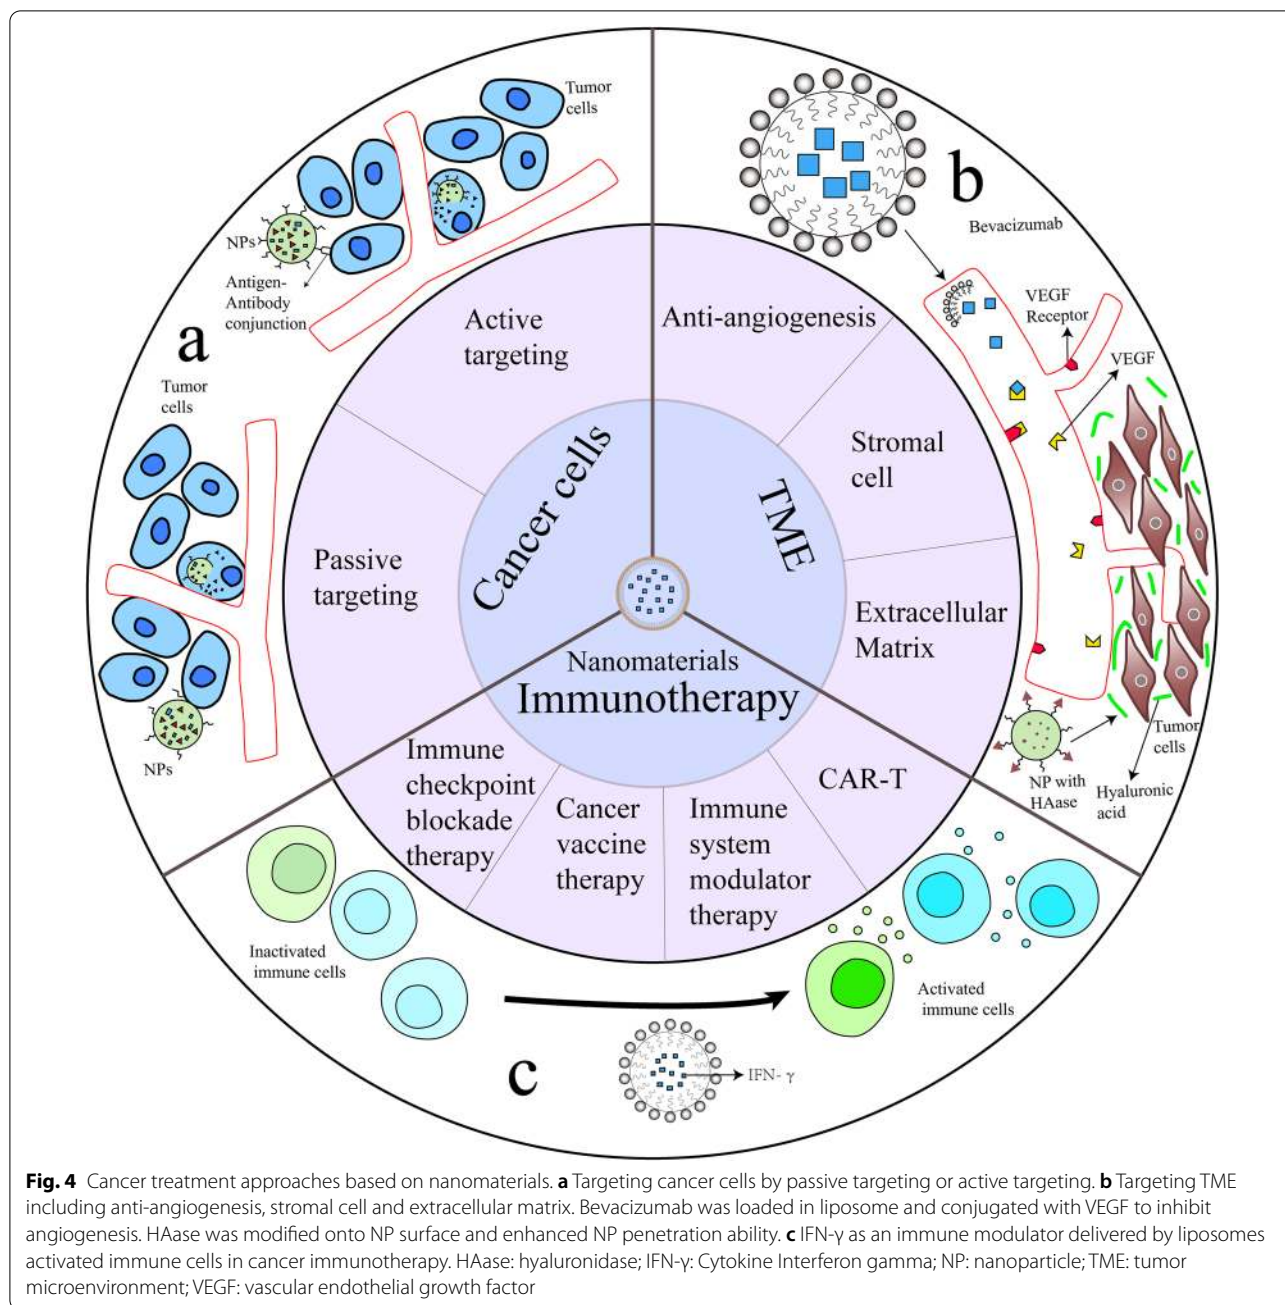 Tumor
cells
NPs
Antigen-
Antibody
conjunction
a
Active
targeting
Tumor
cells
Passive
targeting
NPs
Cancer cells
b
Bevacizumab
Anti-angiogenesis
VEGF
Receptor
VEGF
Stromal
cell
TME
Extracellular
Matrix
Tumor
cells
NP with
HAase
Hyaluronic
acid
Nanomaterials
Immunotherapy
Immune
checkpoint
blockade
therapy
Cancer
vaccine
therapy
Immune
system
modulator
therapy
CAR-T
Inactivated
immune cells
Activated
immune cells
c
IFN- γ
Fig. 4 Cancer treatment approaches based on nanomaterials. a Targeting cancer cells by passive targeting or active targeting. b Targeting TME
including anti-angiogenesis, stromal cell and extracellular matrix. Bevacizumab was loaded in liposome and conjugated with VEGF to inhibit
angiogenesis. HAase was modified onto NP surface and enhanced NP penetration ability. c IFN-γ as an immune modulator delivered by liposomes
activated immune cells in cancer immunotherapy. HAase: hyaluronidase; IFN-γ: Cytokine Interferon gamma; NP: nanoparticle; TME: tumor
microenvironment; VEGF: vascular endothelial growth factor